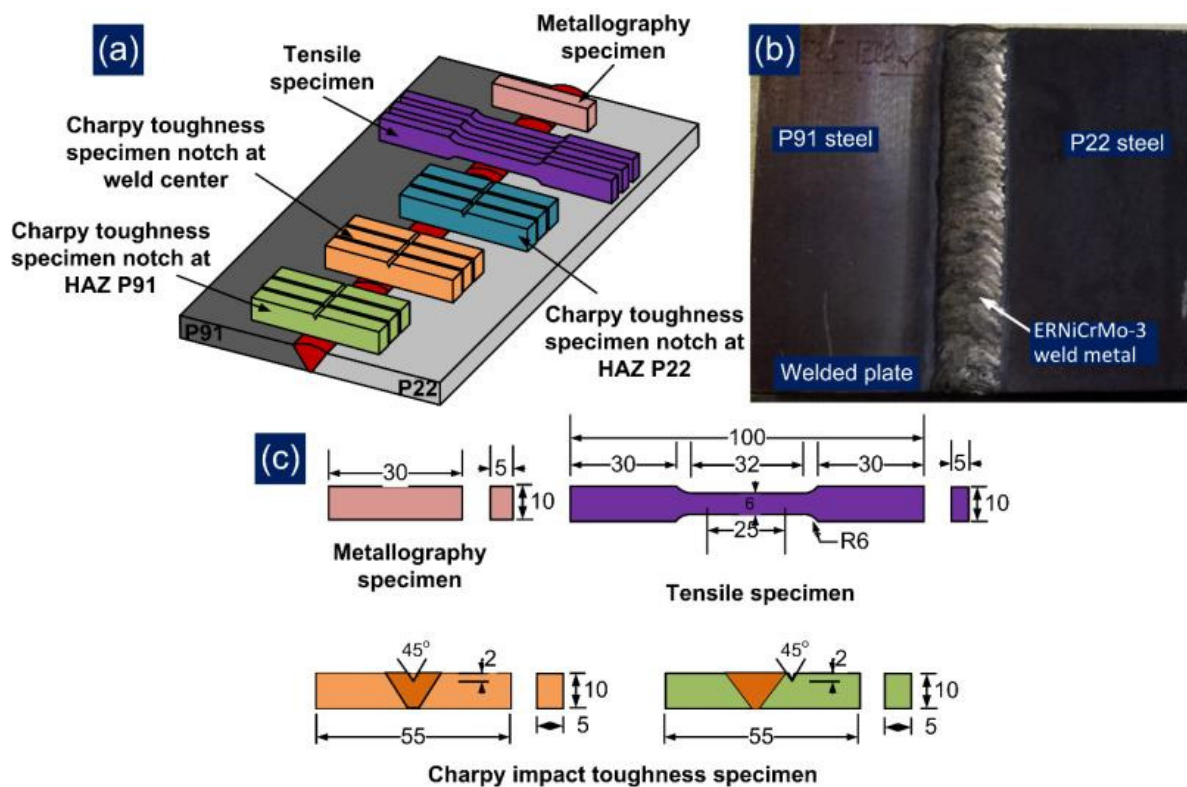 (a)
Metallography
specimen
Tensile
specimen
Charpy toughness
specimen notch at
weld center
Charpy toughness
specimen notch at
HAZ P91
Charpy toughness
specimen notch at
HAZ P22
P91
P22
(b)
P91 steel
P22 steel
ERNiCrMo-3
weld metal
Welded plate
(c)
30
5
10
Metallography
specimen
100
30
32
30
6
25
R6
5
10
Tensile specimen
45°
2
10
55
5
45°
2
10
55
5
Charpy impact toughness specimen